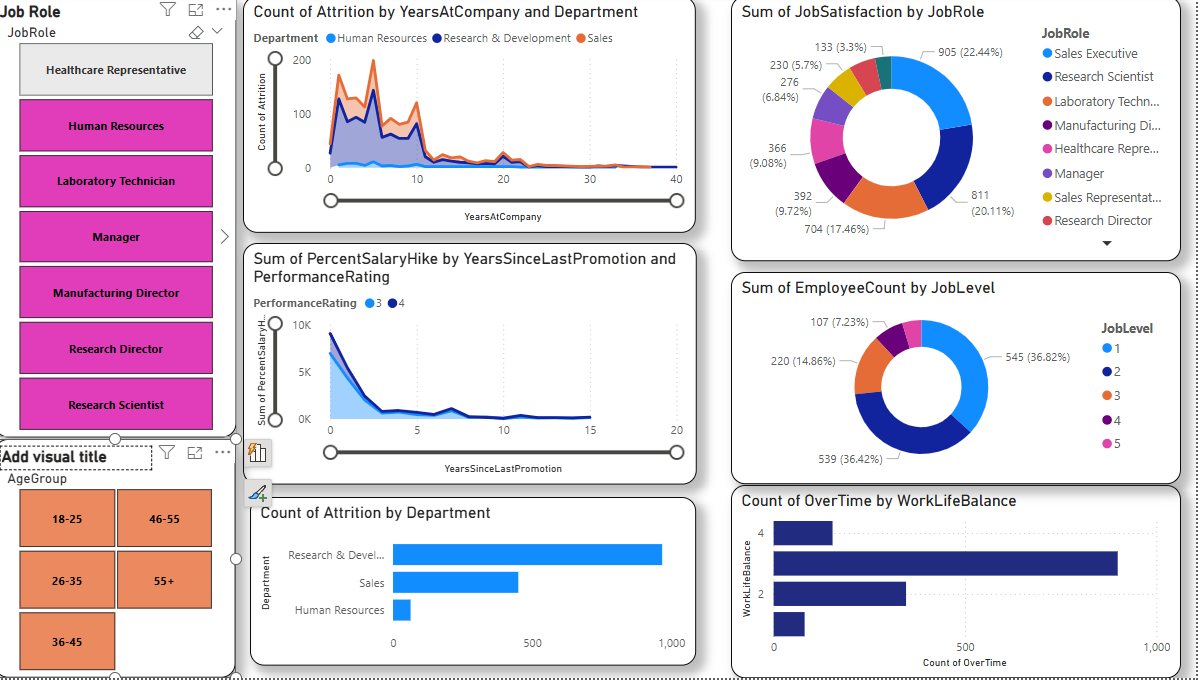 Job Role
JobRole
Healthcare Representative
Human Resources
Laboratory Technician
Manager
Manufacturing Director
Research Director
Research Scientist
Add visual title
AgeGroup
18-25
46-55
26-35
55+
36-45
Count of Attrition by YearsAtCompany and Department
Department Human Resources Research & Development Sales
Count of Attrition
200
100
0
0 10 20 30 40
YearsAtCompany
Sum of PercentSalaryHike by YearsSinceLastPromotion and
PerformanceRating
PerformanceRating 3 4
Sum of PercentSalaryH...
10K
5K
0K
0 5 10 15 20
YearsSinceLastPromotion
Count of Attrition by Department
Department
Research & Devel...
Sales
Human Resources
0 500 1,000
Sum of JobSatisfaction by JobRole
905 (22.44%)
811
(20.11%)
704 (17.46%)
392
(9.72%)
366
(9.08%)
276
(6.84%)
230 (5.7%)
133 (3.3%)
JobRole
Sales Executive
Research Scientist
Laboratory Techn...
Manufacturing Di...
Healthcare Repre...
Manager
Sales Representat...
Research Director
Sum of EmployeeCount by JobLevel
545 (36.82%)
539 (36.42%)
220 (14.86%)
107 (7.23%)
JobLevel
1
2
3
4
5
Count of OverTime by WorkLifeBalance
WorkLifeBalance
4
2
0 500 1,000
Count of OverTime